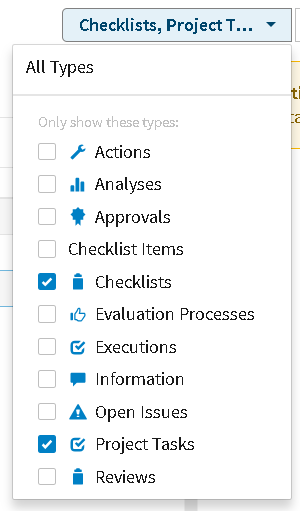 Checklists, Project T...
All Types
Only show these types:
Actions
Analyses
Approvals
Checklist Items
Checklists
Evaluation Processes
Executions
Information
Open Issues
Project Tasks
Reviews